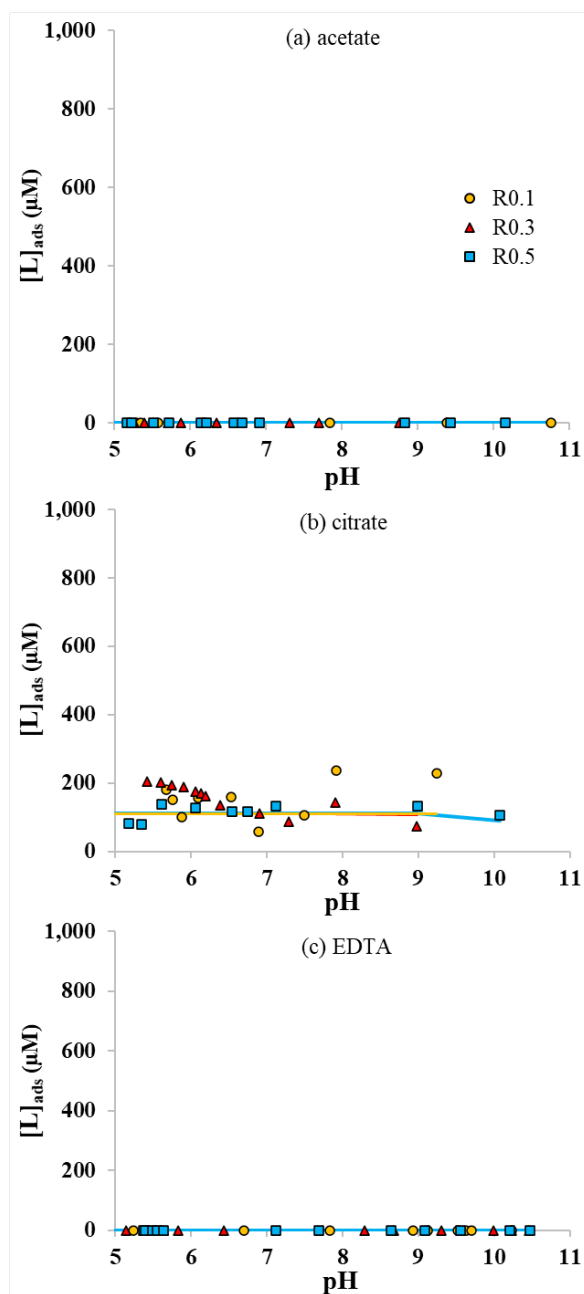 (a) acetate
1,000
800
600
400
200
0
[L]ads (µM)
R0.1
R0.3
R0.5
5 6 7 8 9 10 11
pH
(b) citrate
1,000
800
600
400
200
0
[L]ads (µM)
5 6 7 8 9 10 11
pH
(c) EDTA
1,000
800
600
400
200
0
[L]ads (µM)
5 6 7 8 9 10 11
pH